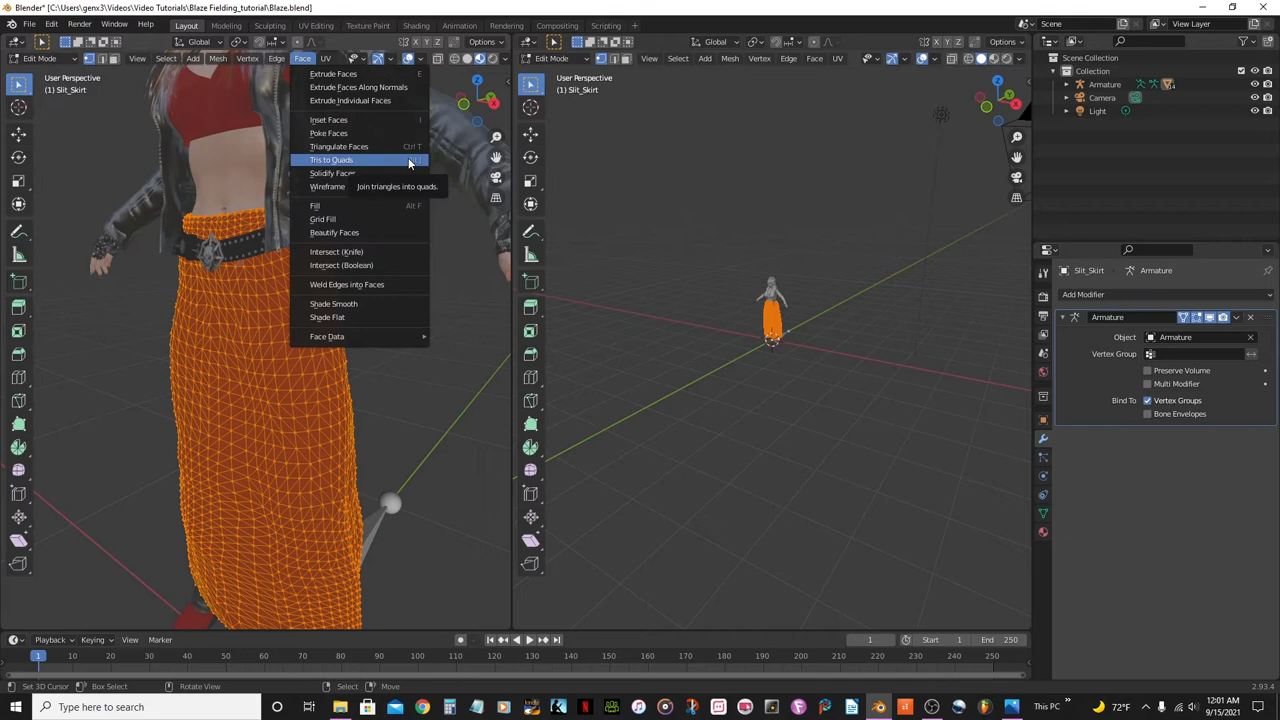 Blender* [C:\Users\genx3\Videos\Video Tutorials\Blaze Fielding_tutorial\Blaze.blend]
File Edit Render Window Help Layout Modeling Sculpting UV Editing Texture Paint Shading Animation Rendering Compositing Scripting + Scene View Layer
Global X Y Z Options Global X Y Z Options
Edit Mode View Select Add Mesh Vertex Edge Face UV Edit Mode View Select Add Mesh Vertex Edge Face UV
User Perspective
(1) Slit_Skirt
Extrude Faces E
Extrude Faces Along Normals
Extrude Individual Faces
Inset Faces I
Poke Faces
Triangulate Faces Ctrl T
Tris to Quads
Solidify Faces
Wireframe
Join triangles into quads.
Fill Alt F
Grid Fill
Beautify Faces
Intersect (Knife)
Intersect (Boolean)
Weld Edges into Faces
Shade Smooth
Shade Flat
Face Data
Z
Y
User Perspective
(1) Slit_Skirt
Z
Y
Scene Collection
Collection
Armature 4
Camera
Light
Slit_Skirt Armature
Add Modifier
Armature
Object Armature
Vertex Group
Preserve Volume
Multi Modifier
Bind To Vertex Groups
Bone Envelopes
Playback Keying View Marker 1 Start 1 End 250
1 10 20 30 40 50 60 70 80 90 100 110 120 130 140 150 160 170 180 190 200 210 220 230 240 250
Set 3D Cursor Box Select Rotate View Select Move 2.93.4
Type here to search This PC 72°F 12:01 AM
9/15/2021